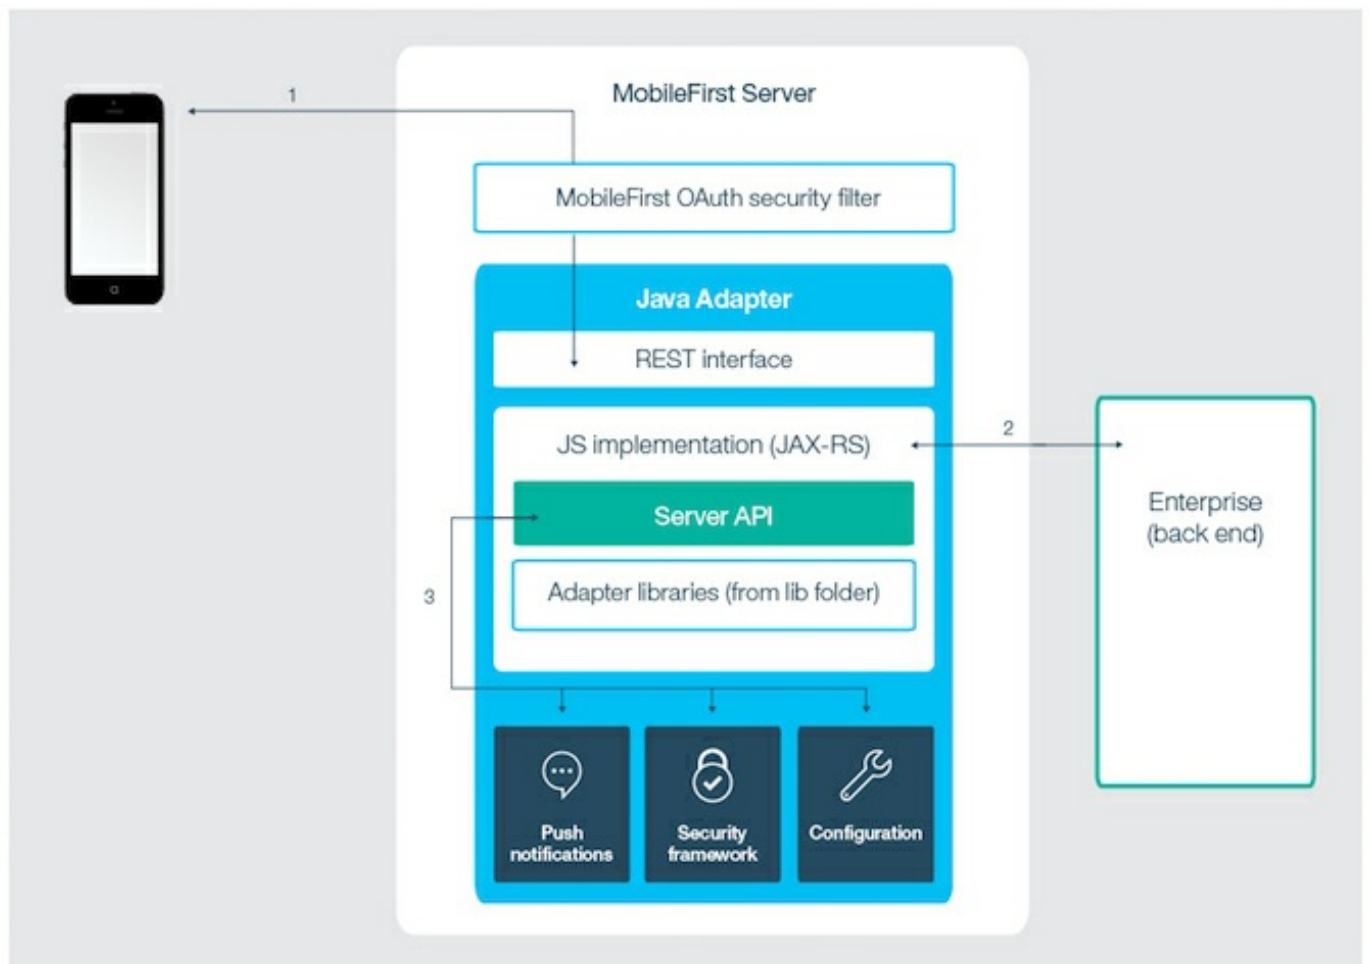 MobileFirst Server
1
MobileFirst OAuth security filter
Java Adapter
REST interface
JS implementation (JAX-RS)
2
Server API
Enterprise
(back end)
3
Adapter libraries (from lib folder)
Push
notifications
Security
framework
Configuration